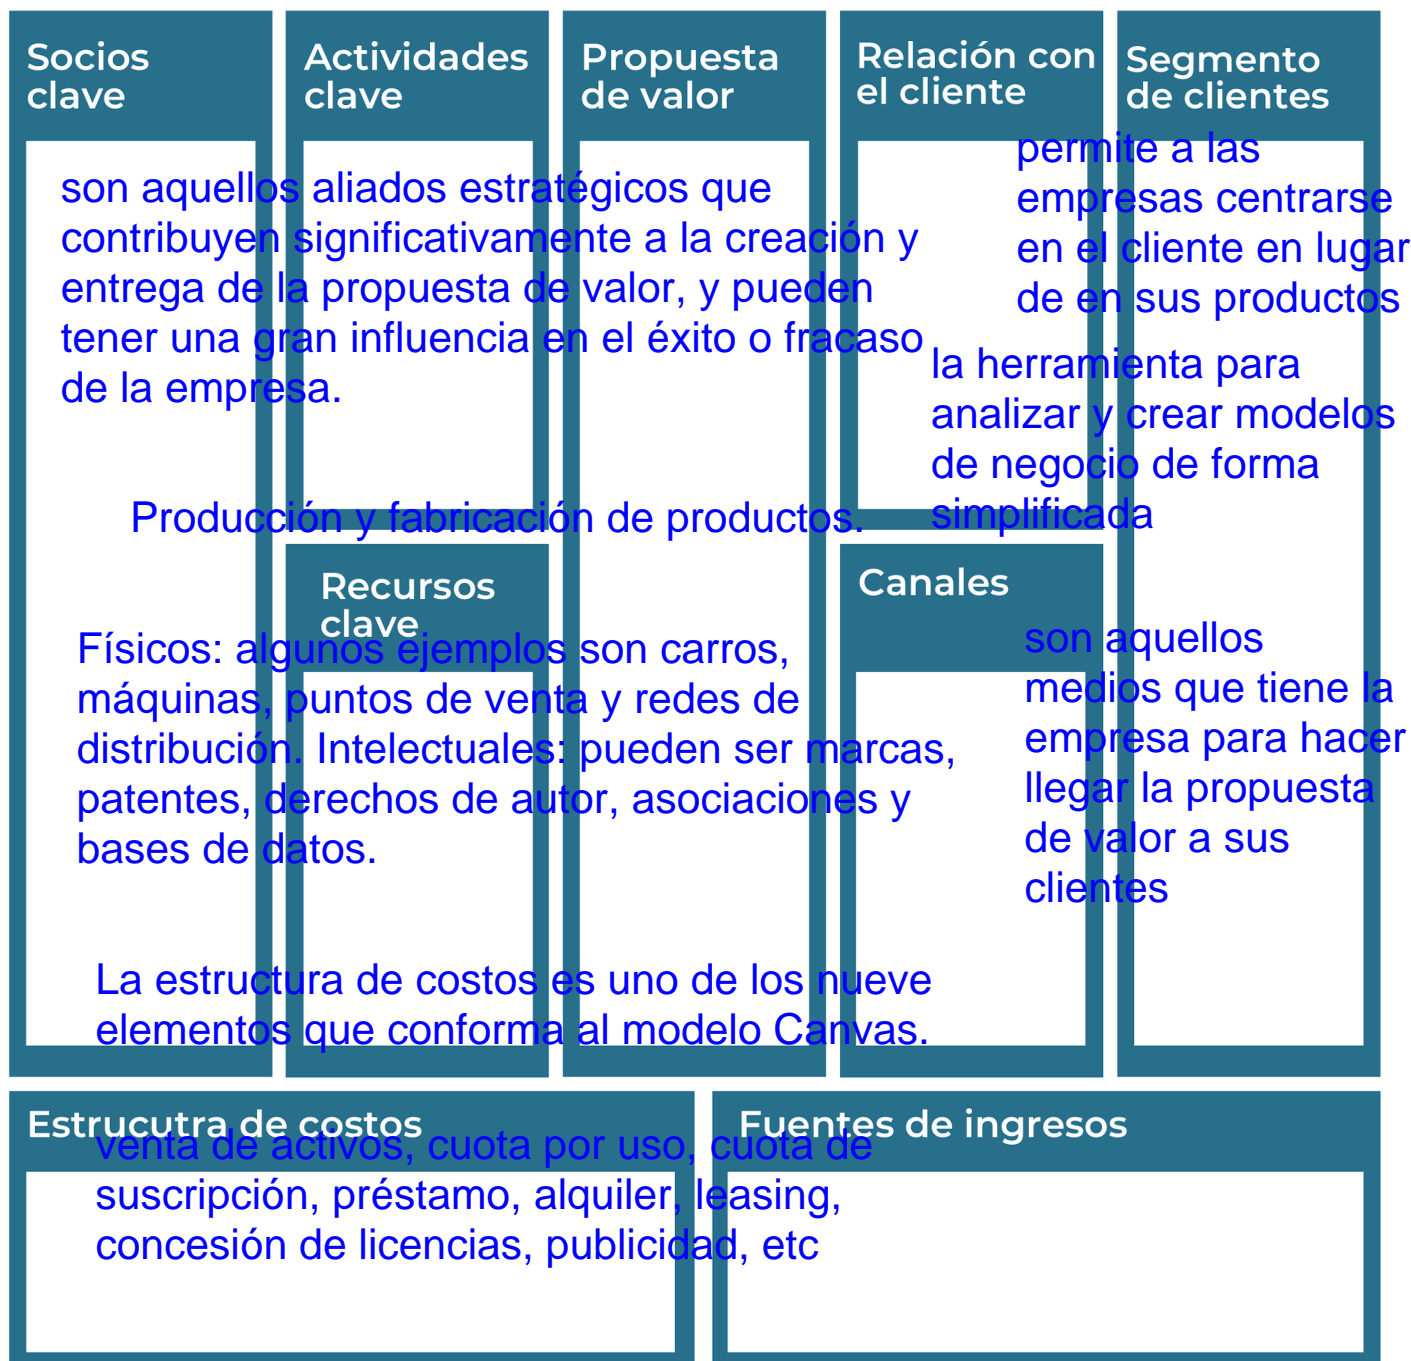 Socios
clave
Actividades
clave
Propuesta
de valor
Relación con
el cliente
Segmento
de clientes
son aquellos aliados estratégicos que
contribuyen significativamente a la creación y
entrega de la propuesta de valor, y pueden
tener una gran influencia en el éxito o fracaso
de la empresa.
permite a las
empresas centrarse
en el cliente en lugar
de en sus productos
la herramienta para
analizar y crear modelos
de negocio de forma
simplificada
Producción y fabricación de productos.
Recursos
clave
Canales
Físicos: algunos ejemplos son carros,
máquinas, puntos de venta y redes de
distribución. Intelectuales: pueden ser marcas,
patentes, derechos de autor, asociaciones y
bases de datos.
son aquellos
medios que tiene la
empresa para hacer
llegar la propuesta
de valor a sus
clientes
La estructura de costos es uno de los nueve
elementos que conforma al modelo Canvas.
Estrucutra de costos
Fuentes de ingresos
venta de activos, cuota por uso, cuota de
suscripción, préstamo, alquiler, leasing,
concesión de licencias, publicidad, etc